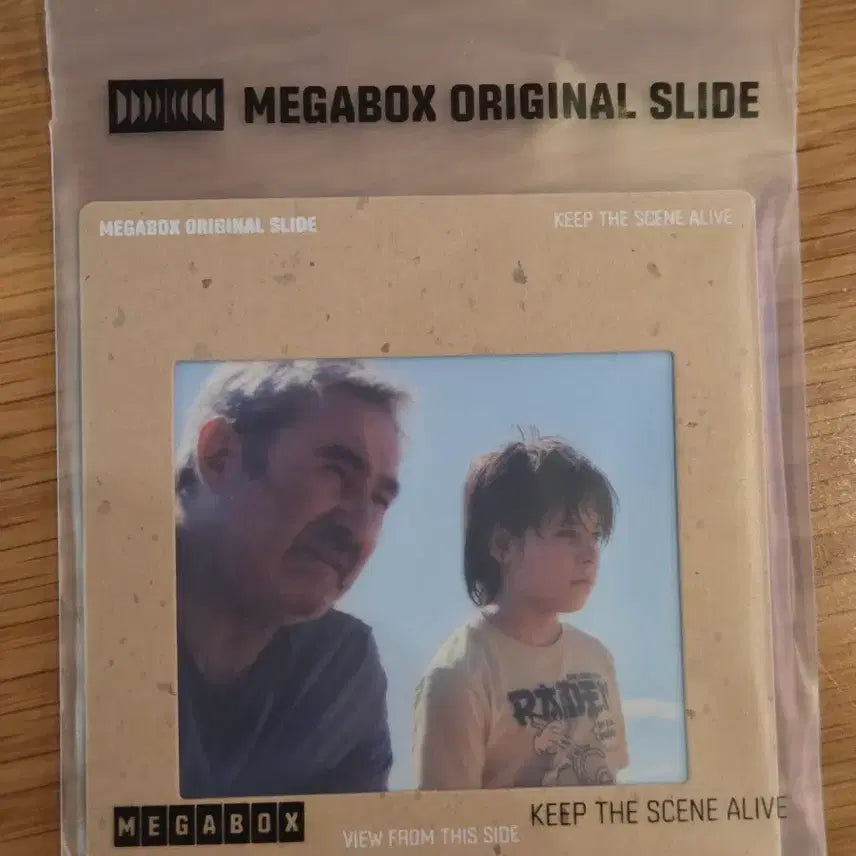 MEGABOX ORIGINAL SLIDE
MEGABOX ORIGINAL SLIDE
KEEP THE SCENE ALIVE
MEGABOX
VIEW FROM THIS SIDE
KEEP THE SCENE ALIVE